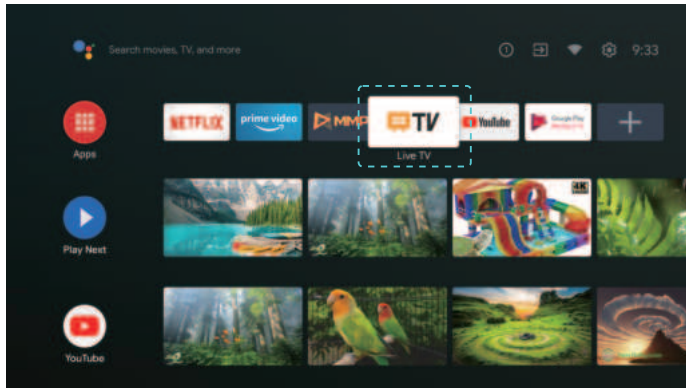 Search movies, TV, and more
1
9:33
NETFLIX
prime video
MMP
TV
YouTube
Google Play
Apps
Live TV
4K
Play Next
YouTube